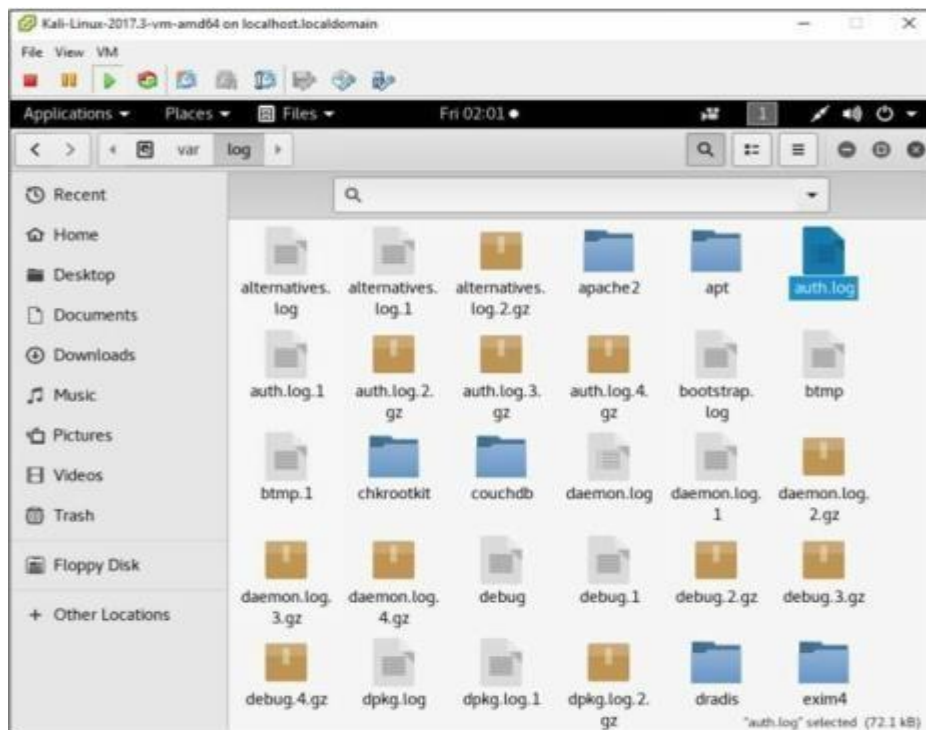 Kali-Linux-2017.3-vm-amd64 on localhost.localdomain
File View VM
Applications Places Files Fri 02:01 1
var log
Recent
Home
Desktop
Documents
Downloads
Music
Pictures
Videos
Trash
Floppy Disk
+ Other Locations
alternatives. alternatives. alternatives. apache2 apt auth.log
log log.1 log.2.gz
auth.log.1 auth.log.2. auth.log.3. auth.log.4. bootstrap. btmp
gz gz gz log
btmp.1 chkrootkit couchdb daemon.log daemon.log. daemon.log.
1 2.gz
daemon.log. daemon.log. debug debug.1 debug.2.gz debug.3.gz
3.gz 4.gz
debug.4.gz dpkg.log dpkg.log.1 dpkg.log.2. dradis exim4
gz
"auth.log" selected (72.1 kB)